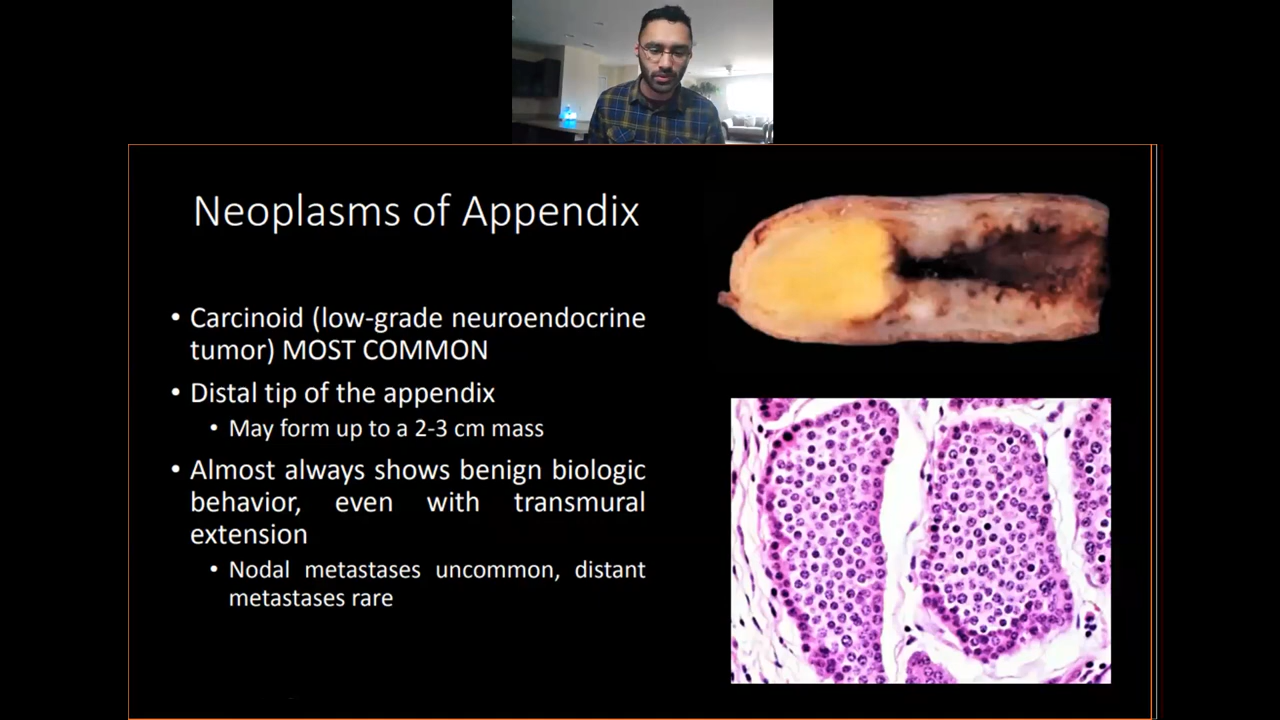 Neoplasms of Appendix
• Carcinoid (low-grade neuroendocrine
tumor) MOST COMMON
• Distal tip of the appendix
• May form up to a 2-3 cm mass
• Almost always shows benign biologic
behavior, even with transmural
extension
• Nodal metastases uncommon, distant
metastases rare